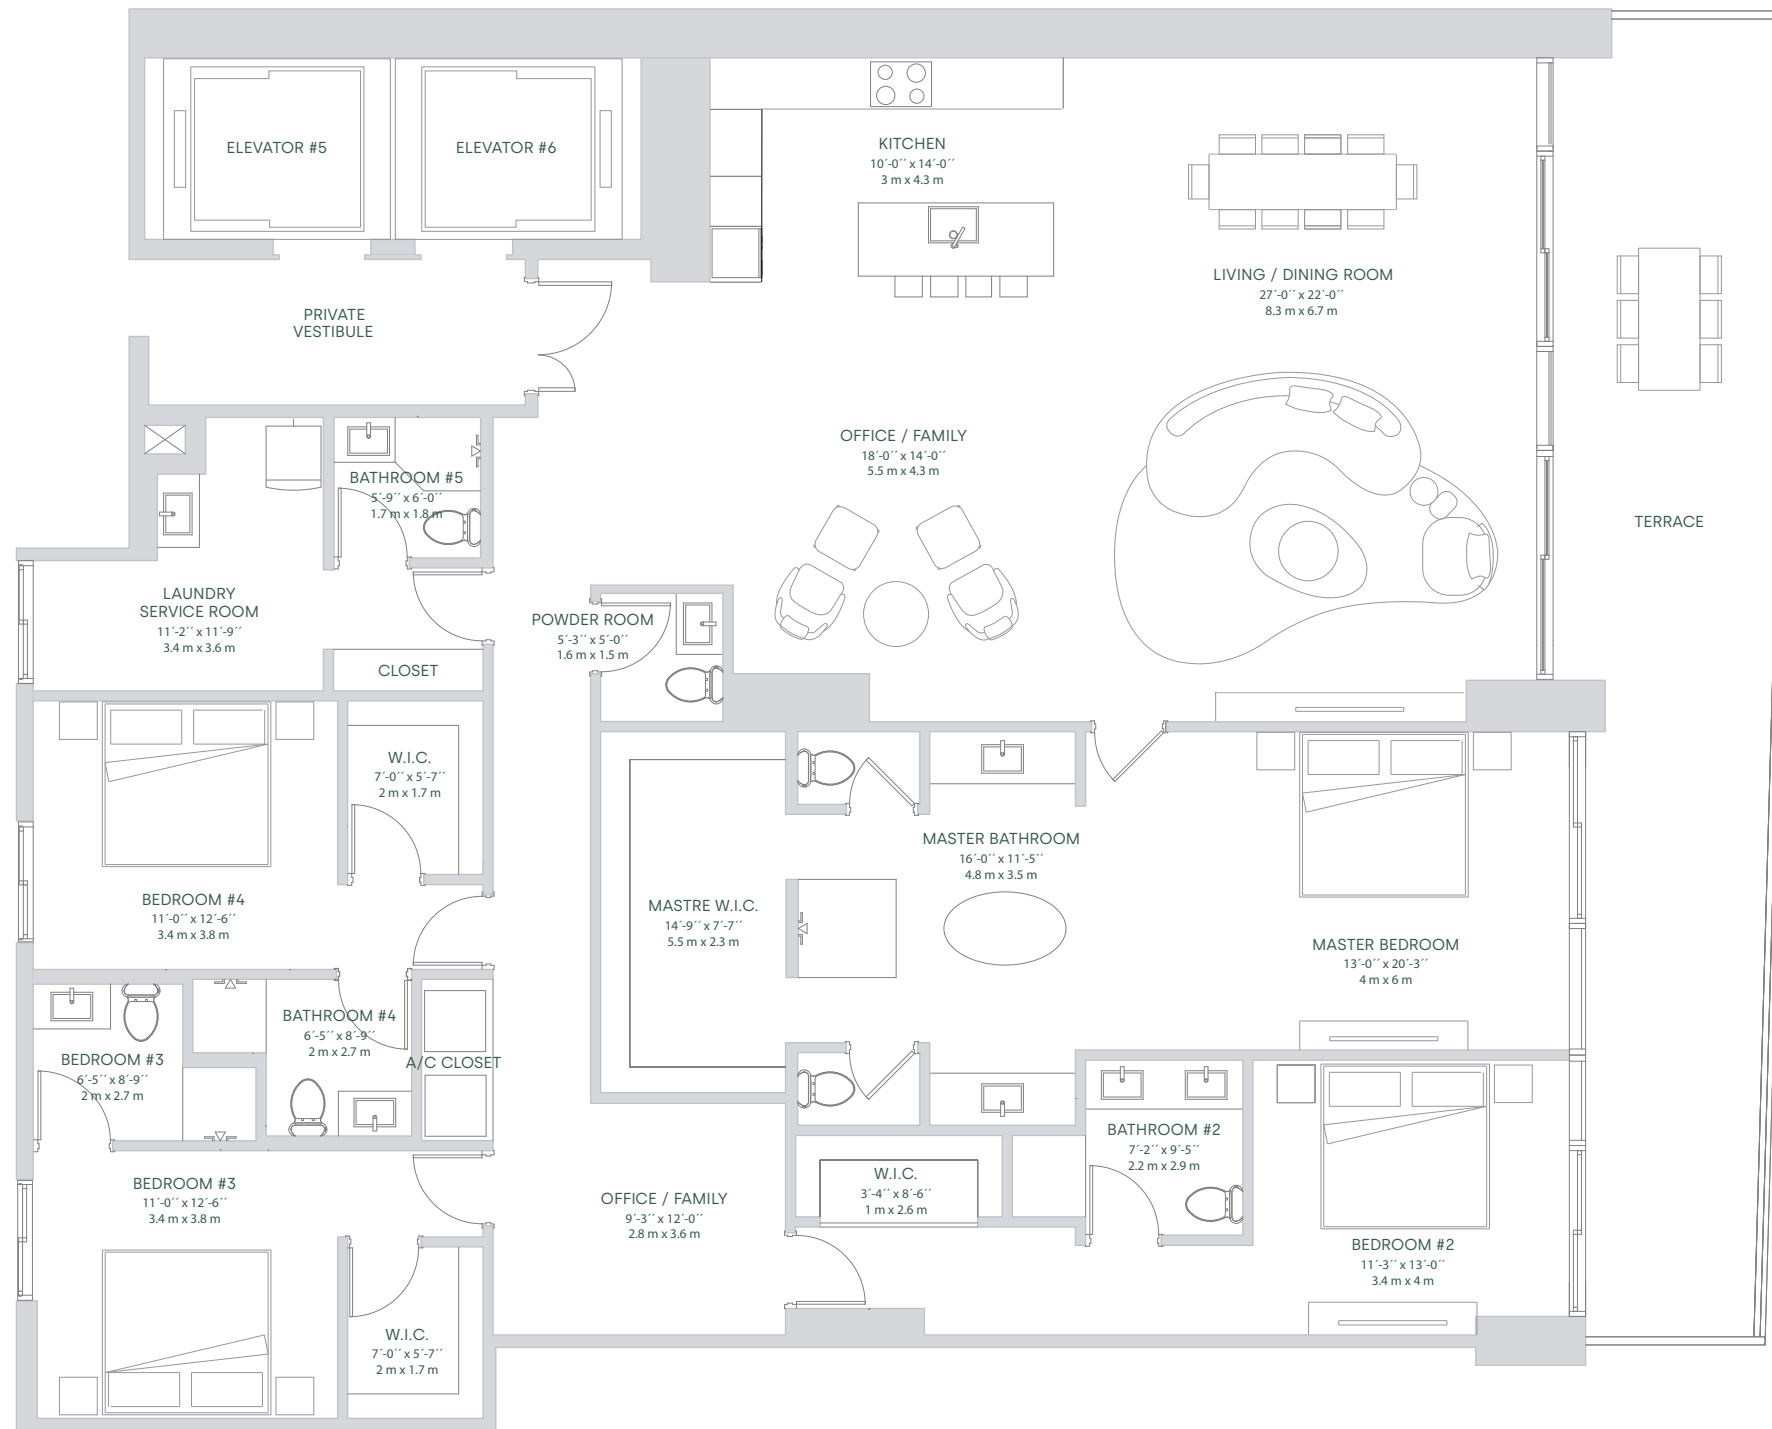 ELEVATOR #5
ELEVATOR #6
KITCHEN
10´-0´´ x 14´-0´´
3 m x 4.3 m
LIVING / DINING ROOM
27´-0´´ x 22´-0´´
8.3 m x 6.7 m
PRIVATE
VESTIBULE
OFFICE / FAMILY
18´-0´´ x 14´-0´´
5.5 m x 4.3 m
BATHROOM #5
5´-9´´ x 6´-0´´
1.7 m x 1.8 m
TERRACE
LAUNDRY
SERVICE ROOM
11´-2´´ x 11´-9´´
3.4 m x 3.6 m
POWDER ROOM
5´-3´´ x 5´-0´´
1.6 m x 1.5 m
CLOSET
W.I.C.
7´-0´´ x 5´-7´´
2 m x 1.7 m
MASTER BATHROOM
16´-0´´ x 11´-5´´
4.8 m x 3.5 m
BEDROOM #4
11´-0´´ x 12´-6´´
3.4 m x 3.8 m
MASTRE W.I.C.
14´-9´´ x 7´-7´´
5.5 m x 2.3 m
MASTER BEDROOM
13´-0´´ x 20´-3´´
4 m x 6 m
BATHROOM #4
6´-5´´ x 8´-9´´
2 m x 2.7 m
BEDROOM #3
6´-5´´ x 8´-9´´
2 m x 2.7 m
A/C CLOSET
BATHROOM #2
7´-2´´ x 9´-5´´
2.2 m x 2.9 m
BEDROOM #3
11´-0´´ x 12´-6´´
3.4 m x 3.8 m
W.I.C.
3´-4´´ x 8´-6´´
1 m x 2.6 m
OFFICE / FAMILY
9´-3´´ x 12´-0´´
2.8 m x 3.6 m
BEDROOM #2
11´-3´´ x 13´-0´´
3.4 m x 4 m
W.I.C.
7´-0´´ x 5´-7´´
2 m x 1.7 m